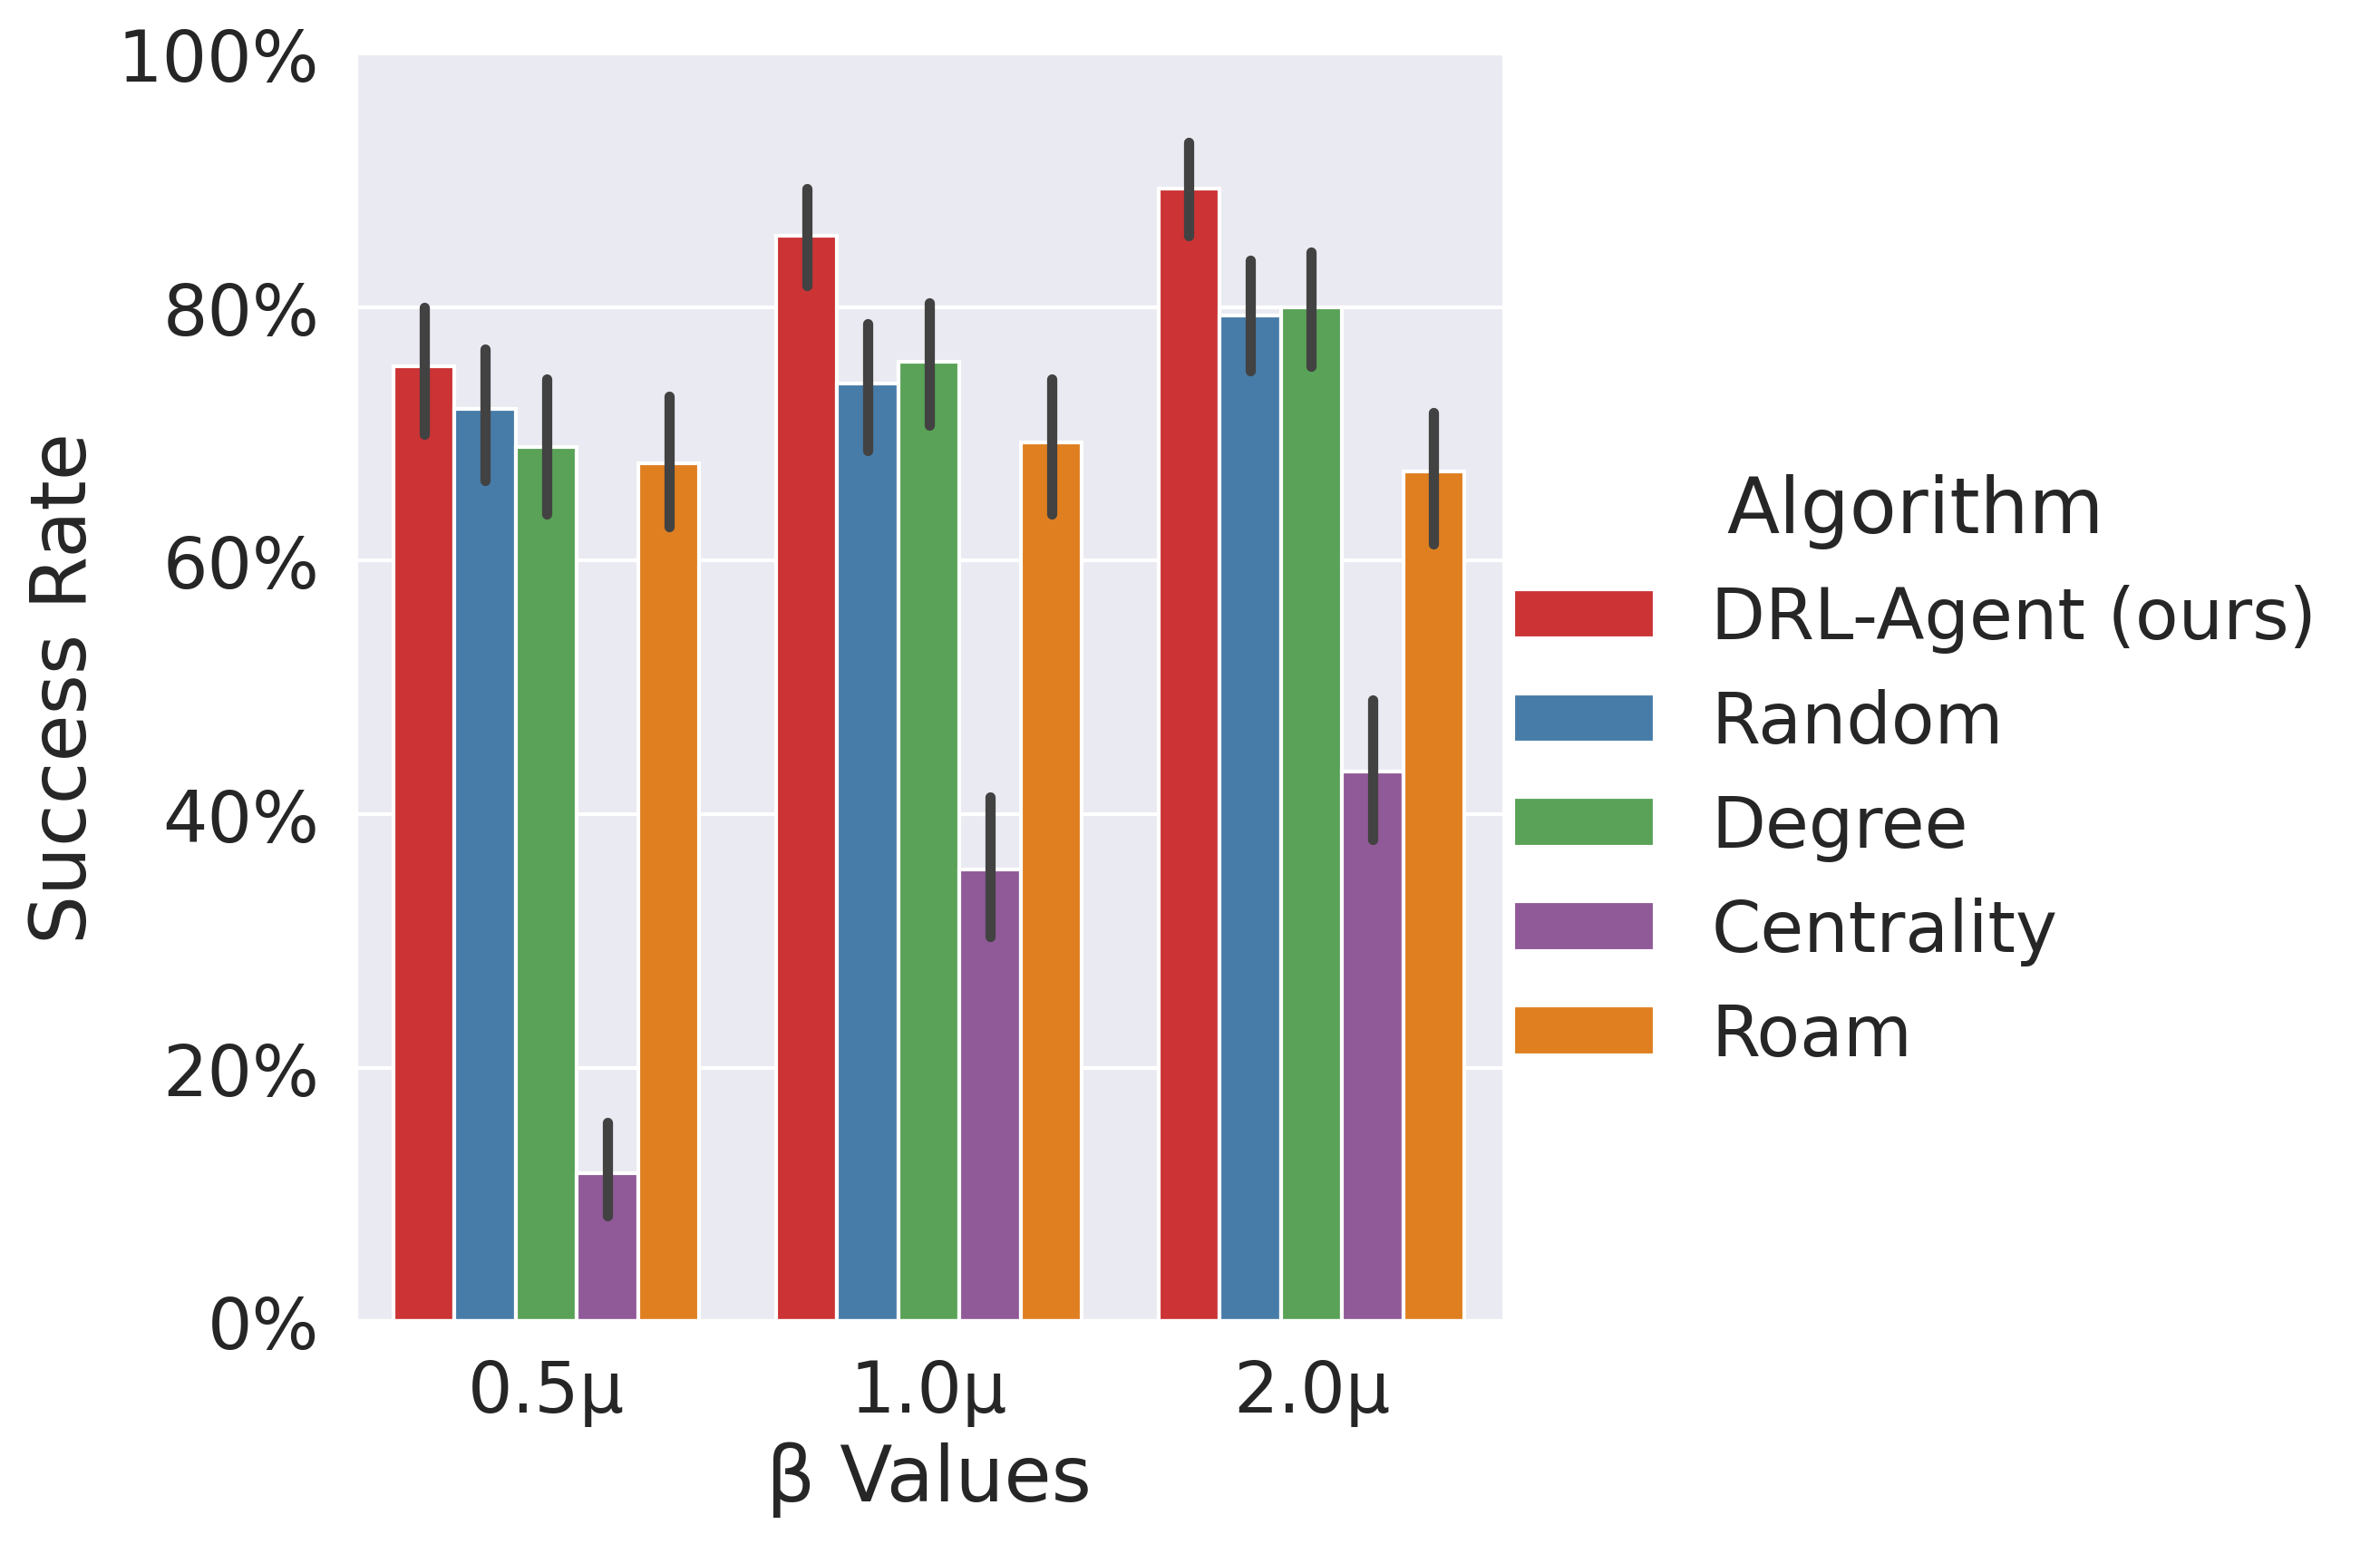 100%
80%
60%
40%
20%
0%
Success Rate
0.5µ
1.0µ
2.0µ
β Values
Algorithm
DRL-Agent (ours)
Random
Degree
Centrality
Roam